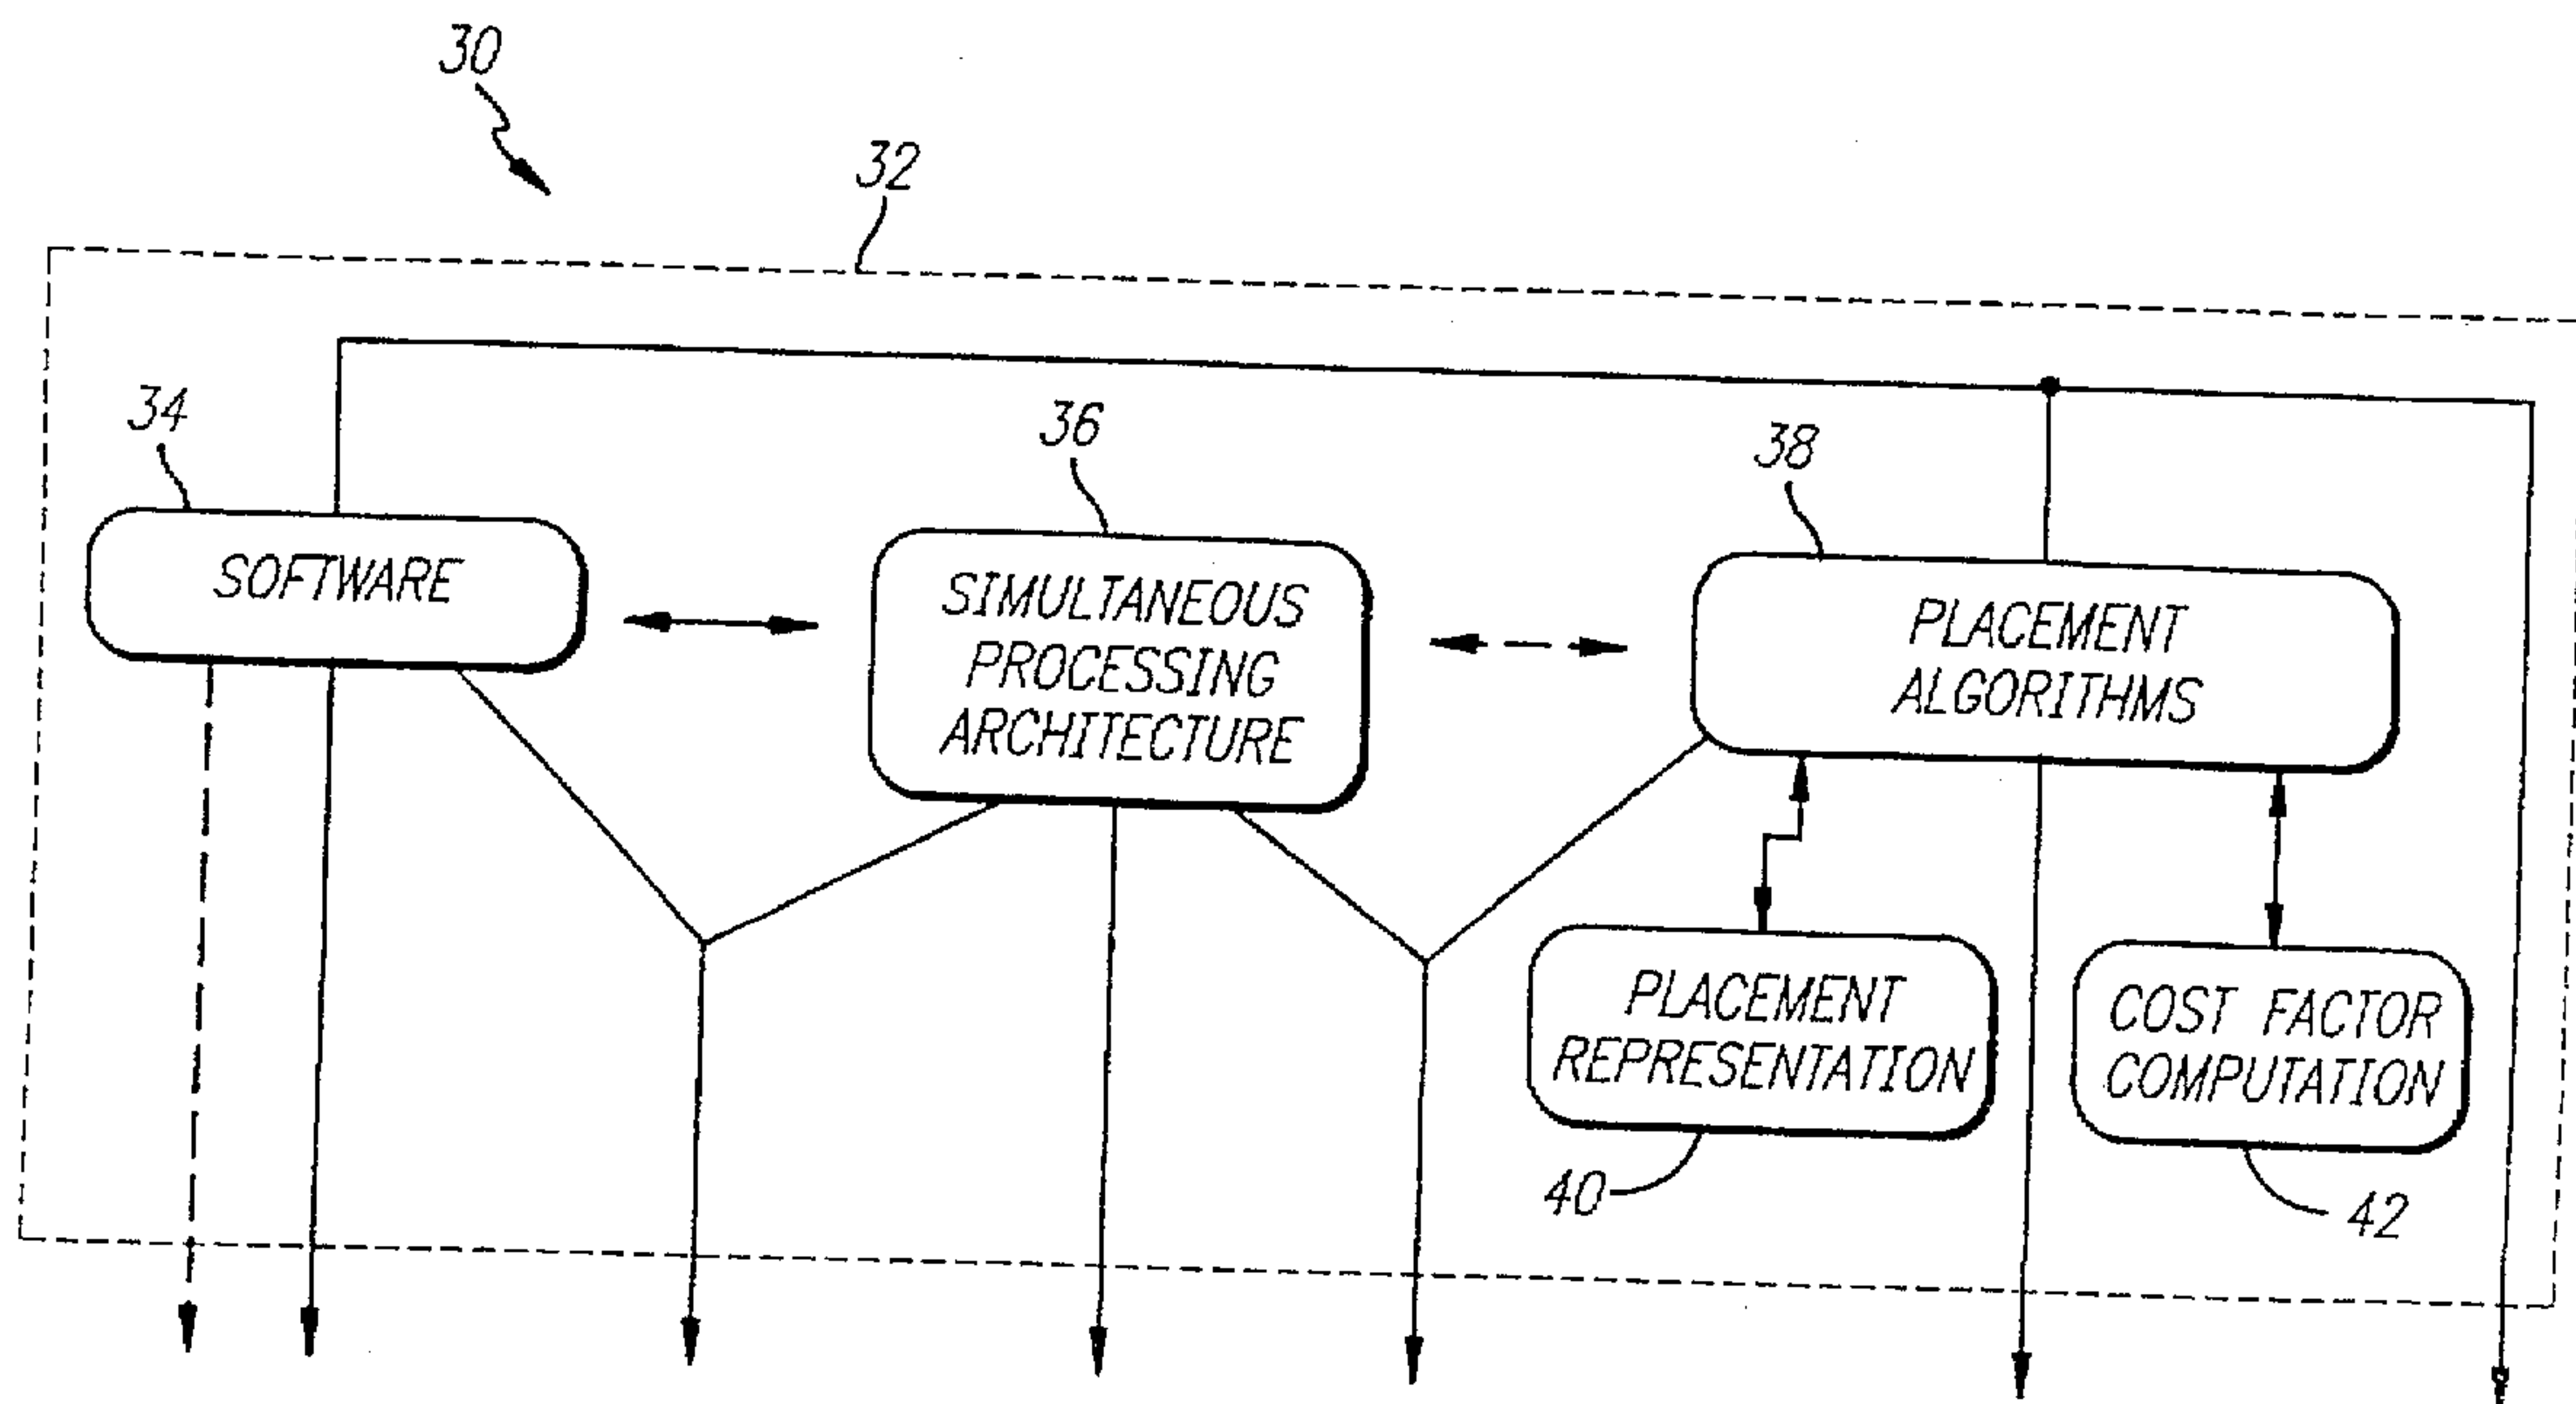 30
32
34
36
38
SOFTWARE
SIMULTANEOUS
PROCESSING
ARCHITECTURE
PLACEMENT
ALGORITHMS
PLACEMENT
REPRESENTATION
COST FACTOR
COMPUTATION
40
42